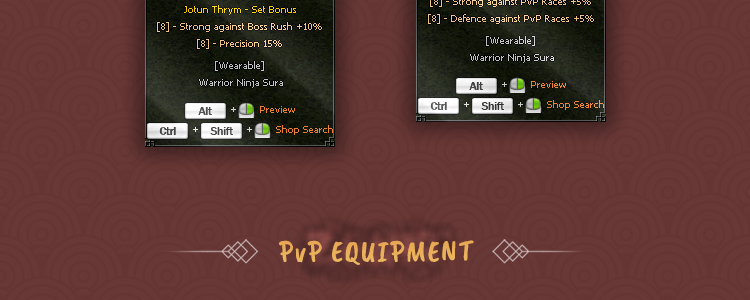 Jotun Thrym - Set Bonus
[8] - Strong against Boss Rush +10%
[8] - Precision 15%
[Wearable]
Warrior Ninja Sura
Alt + Preview
Ctrl + Shift + Shop Search
[8] - Strong against PvP Races +5%
[8] - Defence against PvP Races +5%
[Wearable]
Warrior Ninja Sura
Alt + Preview
Ctrl + Shift + Shop Search
PvP EQUIPMENT